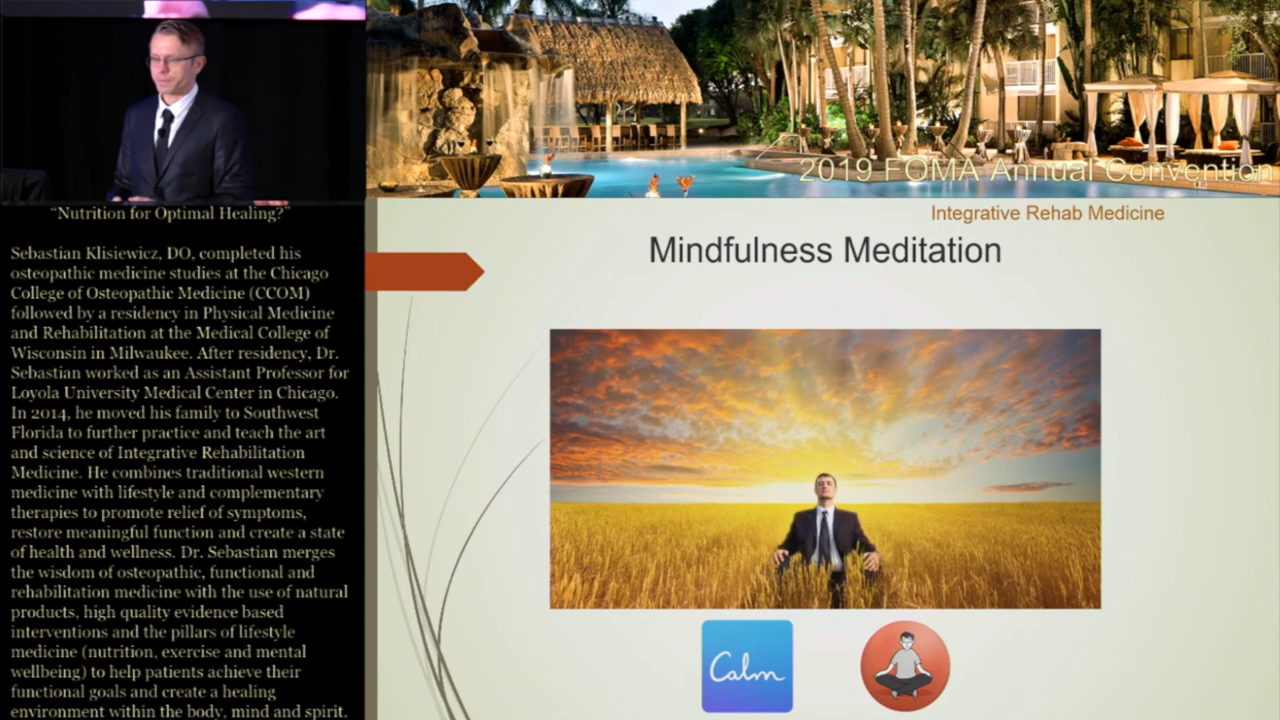 2019 FOMA Annual Convention
"Nutrition for Optimal Healing?"
Sebastian Klisiewicz, DO, completed his
osteopathic medicine studies at the Chicago
College of Osteopathic Medicine (CCOM)
followed by a residency in Physical Medicine
and Rehabilitation at the Medical College of
Wisconsin in Milwaukee. After residency, Dr.
Sebastian worked as an Assistant Professor for
Loyola University Medical Center in Chicago.
In 2014, he moved his family to Southwest
Florida to further practice and teach the art
and science of Integrative Rehabilitation
Medicine. He combines traditional western
medicine with lifestyle and complementary
therapies to promote relief of symptoms,
restore meaningful function and create a state
of health and wellness. Dr. Sebastian merges
the wisdom of osteopathic, functional and
rehabilitation medicine with the use of natural
products, high quality evidence based
interventions and the pillars of lifestyle
medicine (nutrition, exercise and mental
wellbeing) to help patients achieve their
functional goals and create a healing
environment within the body, mind and spirit.
Integrative Rehab Medicine
Mindfulness Meditation
Calm